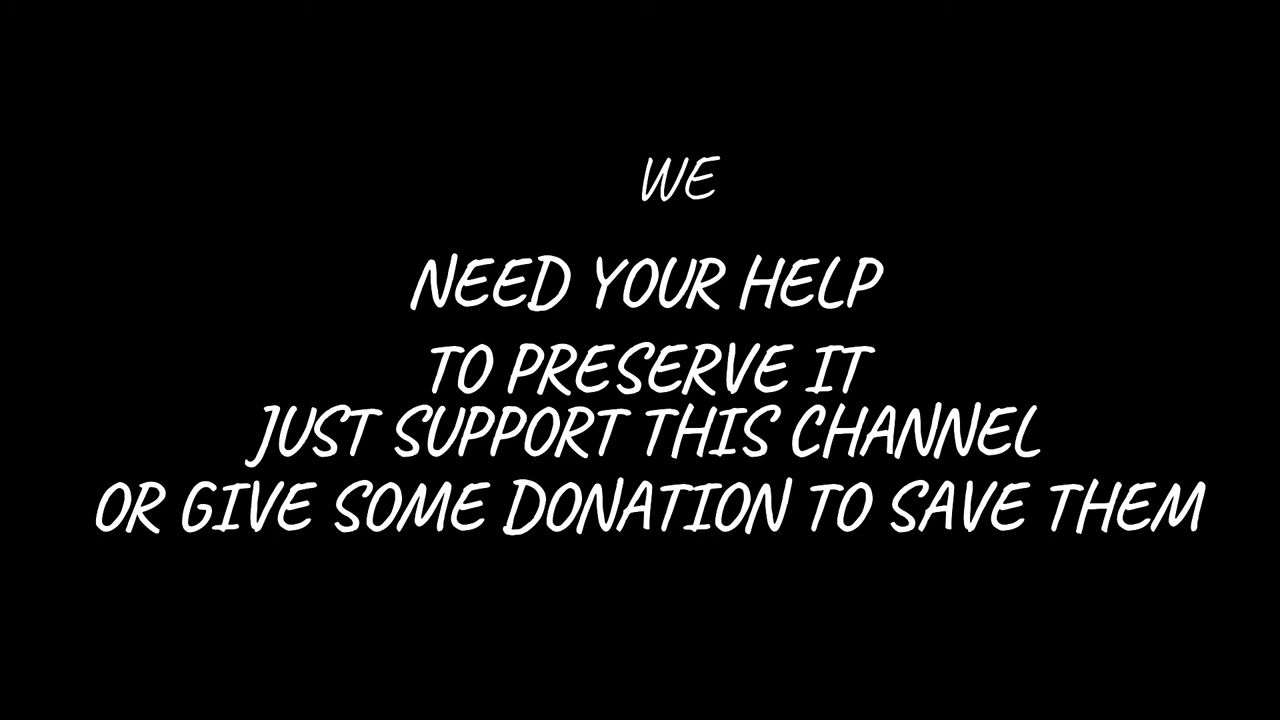 WE
NEED YOUR HELP
TO PRESERVE IT
JUST SUPPORT THIS CHANNEL
OR GIVE SOME DONATION TO SAVE THEM